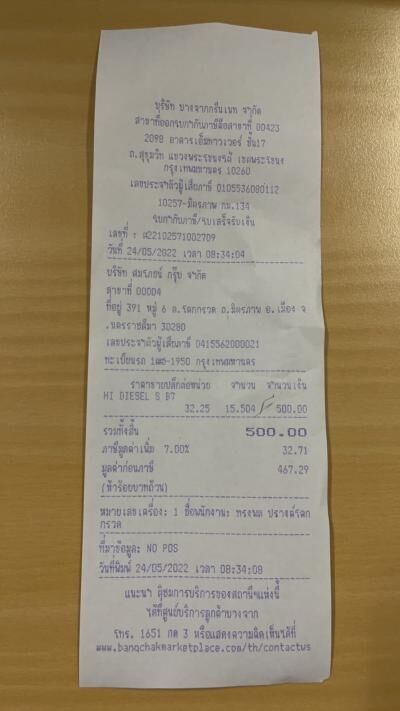 บริษัท บางจากกรีนเนท จำกัด
สาขาที่ออกใบกำกับภาษีคือสาขาที่ 00423
2098 อาคารเอ็มทาวเวอร์ ชั้น17
ถ.สุขุมวิท แขวงพระโขนงใต้ เขตพระโขนง
กรุงเทพมหานคร 10260
เลขประจำตัวผู้เสียภาษี 0105536080112
10257-มิตรภาพ กม.134
ใบกำกับภาษี/ใบเสร็จรับเงิน
เลขที่ : H22102571002709
วันที่ 24/05/2022 เวลา 08:34:04
บริษัท สมโภชน์ กรุ๊ป จำกัด
สาขาที่ 00004
ที่อยู่ 391 หมู่ 6 ต.โคกกรวด ถ.มิตรภาพ อ.เมือง จ
.นครราชสีมา 30280
เลขประจำตัวผู้เสียภาษี 0415562000021
ทะเบียนรถ -1950 กรุงเทพมหานคร
ราคาขายปลีกต่อหน่วย จำนวน จำนวนเงิน
HI DIESEL S B7
32.25 15.504 500.00
รวมทั้งสิ้น 500.00
ภาษีมูลค่าเพิ่ม 7.00% 32.71
มูลค่าก่อนภาษี 467.29
(ห้าร้อยบาทถ้วน)
หมายเลขเครื่อง: 1 ชื่อพนักงาน: ทรงพล ปรางค์โคก
กรวด
ที่มาข้อมูล: NO POS
วันที่พิมพ์ 24/05/2022 เวลา 08:34:08
แนะนำ ติชมการบริการของสถานีฯแห่งนี้
ได้ที่ศูนย์บริการลูกค้าบางจาก
โทร. 1651 กด 3 หรือแสดงความคิดเห็นได้ที่
www.bangchakmarketplace.com/th/contactus